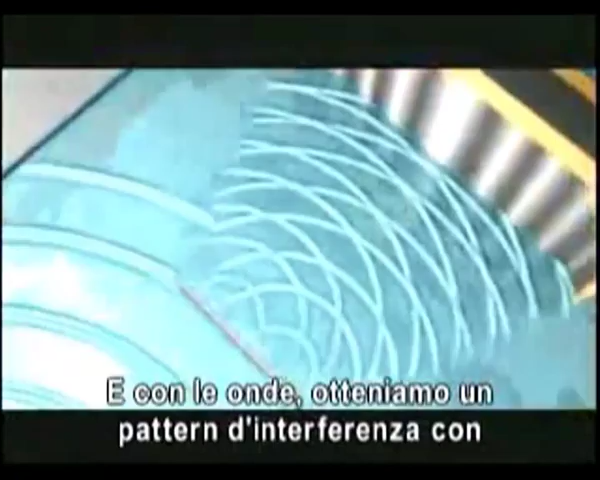 E con le onde, otteniamo un
pattern d'interferenza con